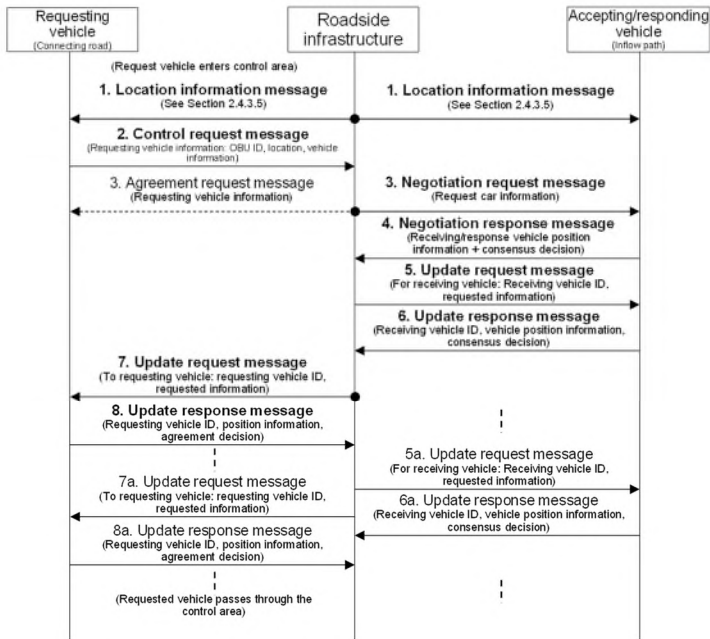 Requesting vehicle
(Connecting road)
Roadside infrastructure
Accepting/responding vehicle
(Inflow path)
(Request vehicle enters control area)
1. Location information message
(See Section 2.4.3.5)
1. Location information message
(See Section 2.4.3.5)
2. Control request message
(Requesting vehicle information: OBU ID, location, vehicle
information)
3. Agreement request message
(Requesting vehicle information)
3. Negotiation request message
(Request car information)
4. Negotiation response message
(Receiving/response vehicle position
information + consensus decision)
5. Update request message
(For receiving vehicle: Receiving vehicle ID,
requested information)
6. Update response message
(Receiving vehicle ID, vehicle position information,
consensus decision)
7. Update request message
(To requesting vehicle: requesting vehicle ID,
requested information)
8. Update response message
(Requesting vehicle ID, position information,
agreement decision)
5a. Update request message
(For receiving vehicle: Receiving vehicle ID,
requested information)
7a. Update request message
(To requesting vehicle: requesting vehicle ID,
requested information)
6a. Update response message
(Receiving vehicle ID, vehicle position information,
consensus decision)
8a. Update response message
(Requesting vehicle ID, position information,
agreement decision)
(Requested vehicle passes through the
control area)